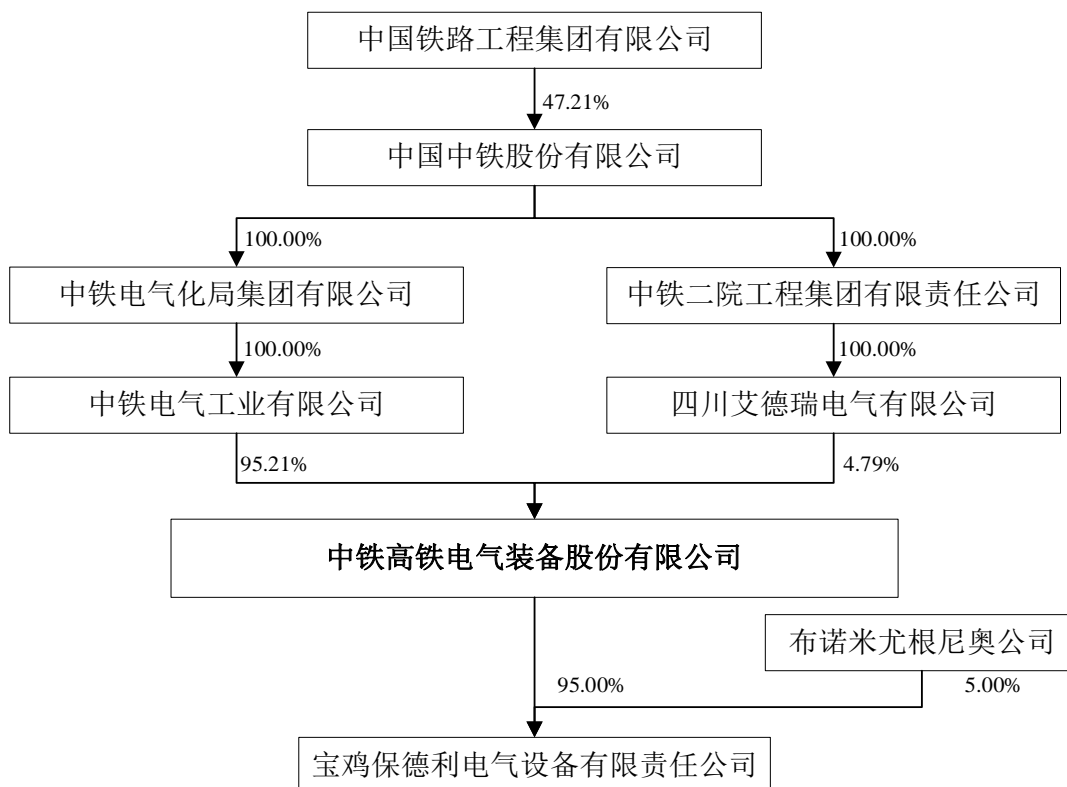 中国铁路工程集团有限公司
47.21%
中国中铁股份有限公司
100.00%
100.00%
中铁电气化局集团有限公司
中铁二院工程集团有限责任公司
100.00%
100.00%
中铁电气工业有限公司
四川艾德瑞电气有限公司
95.21%
4.79%
中铁高铁电气装备股份有限公司
布诺米尤根尼奥公司
95.00%
5.00%
宝鸡保德利电气设备有限责任公司